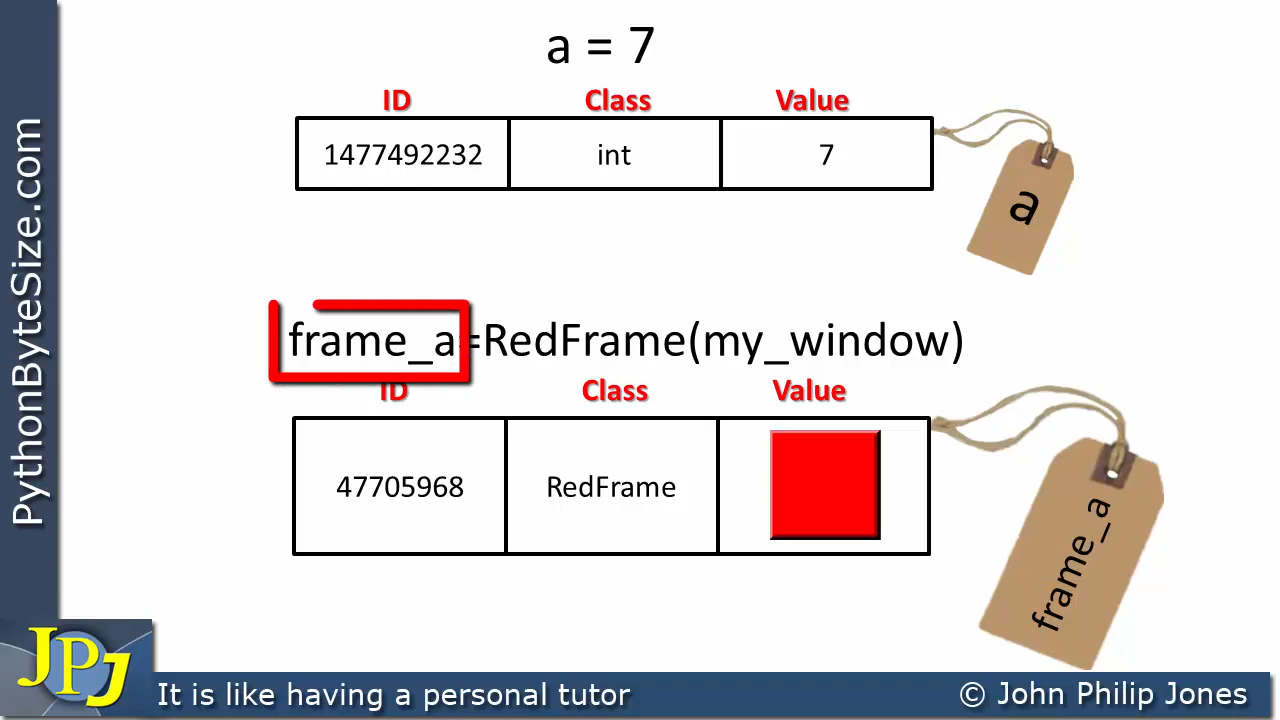 a = 7
ID Class Value
1477492232 int 7
a
frame_a=RedFrame(my_window)
ID Class Value
47705968 RedFrame
frame_a
PythonByteSize.com
JPJ
It is like having a personal tutor
© John Philip Jones